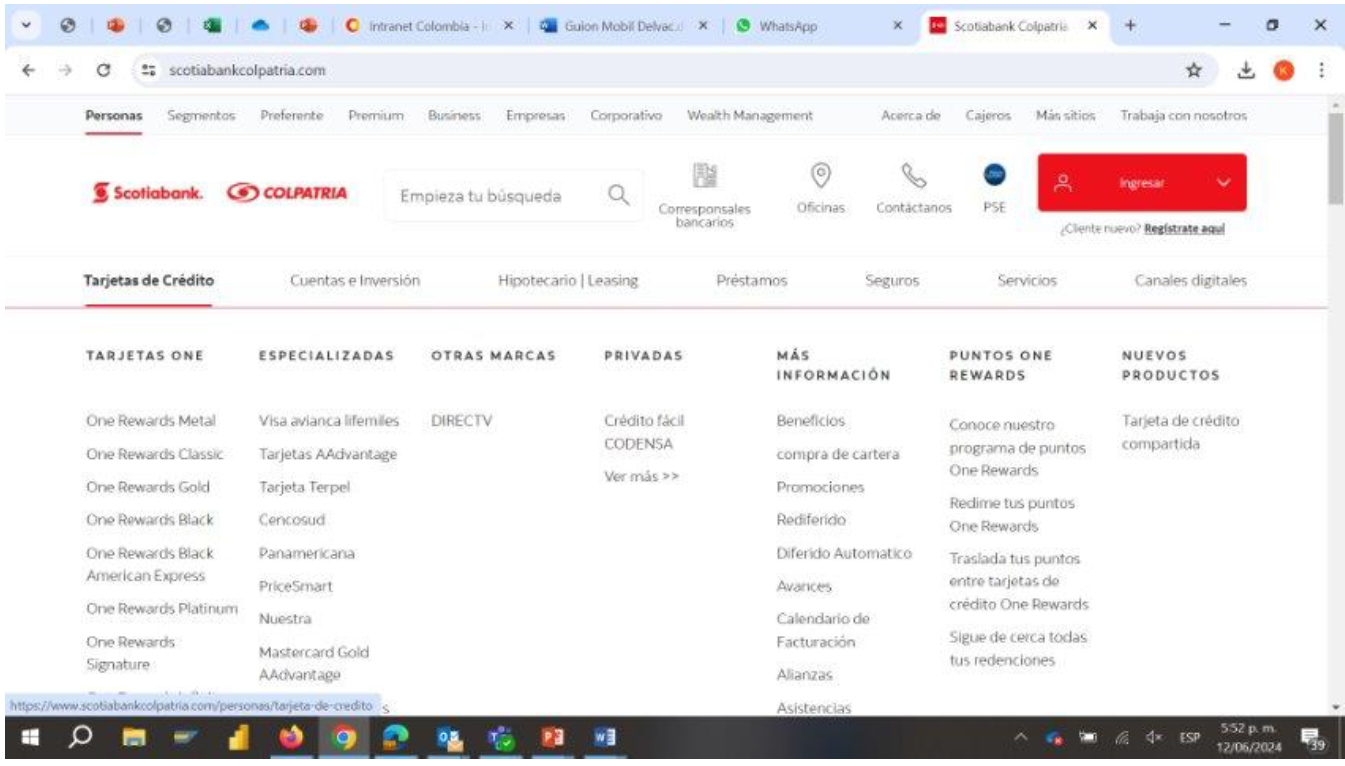 Intranet Colombia - In
Guion Mobil Delvac.d
WhatsApp
Scotiabank Colpatria
scotiabankcolpatria.com
K
Personas Segmentos Preferente Premium Business Empresas Corporativo Wealth Management Acerca de Cajeros Más sitios Trabaja con nosotros
Scotiabank. COLPATRIA
Empieza tu búsqueda
Corresponsales
bancarios
Oficinas
Contáctanos
PSE
Ingresar
¿Cliente nuevo? Regístrate aquí
Tarjetas de Crédito Cuentas e Inversión Hipotecario | Leasing Préstamos Seguros Servicios Canales digitales
TARJETAS ONE
One Rewards Metal
One Rewards Classic
One Rewards Gold
One Rewards Black
One Rewards Black
American Express
One Rewards Platinum
One Rewards
Signature
ESPECIALIZADAS
Visa avianca lifemiles
Tarjetas AAdvantage
Tarjeta Terpel
Cencosud
Panamericana
PriceSmart
Nuestra
Mastercard Gold
AAdvantage
OTRAS MARCAS
DIRECTV
PRIVADAS
Crédito fácil
CODENSA
Ver más >>
MÁS
INFORMACIÓN
Beneficios
compra de cartera
Promociones
Rediferido
Diferido Automatico
Avances
Calendario de
Facturación
Alianzas
Asistencias
PUNTOS ONE
REWARDS
Conoce nuestro
programa de puntos
One Rewards
Redime tus puntos
One Rewards
Traslada tus puntos
entre tarjetas de
crédito One Rewards
Sigue de cerca todas
tus redenciones
NUEVOS
PRODUCTOS
Tarjeta de crédito
compartida
https://www.scotiabankcolpatria.com/personas/tarjeta-de-credito
ESP
5:52 p. m.
12/06/2024
39